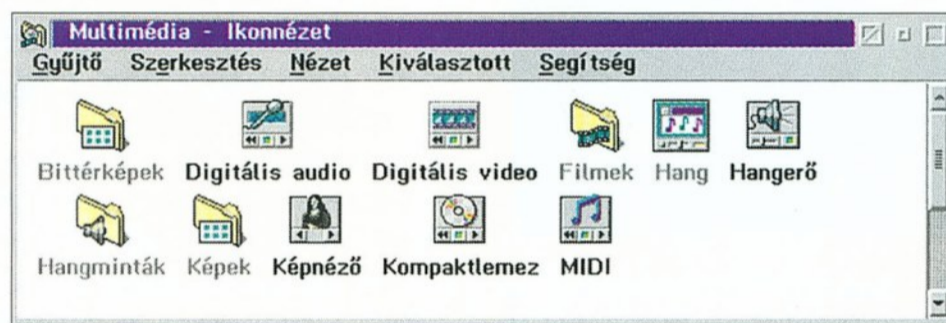 Multimédia - Ikonnézet
Gyűjtő Szerkesztés Nézet Kiválasztott Segítség
Bittérképek Digitális audio Digitális video Filmek Hang Hangerő
Hangminták Képek Képnéző Kompaktlemez MIDI